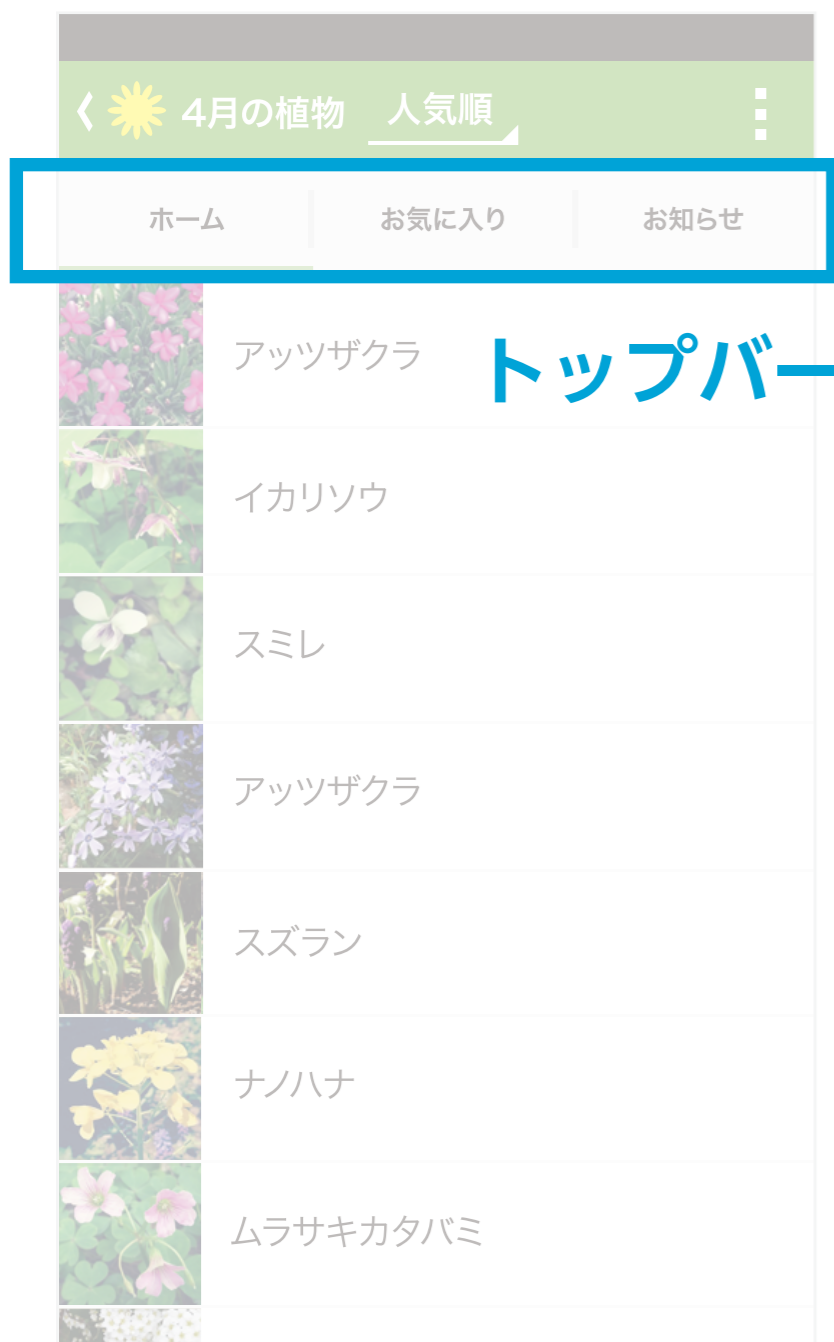 4月の植物 人気順
ホーム お気に入り お知らせ
アッツザクラ
トップバー
イカリソウ
スミレ
アッツザクラ
スズラン
ナノハナ
ムラサキカタバミ